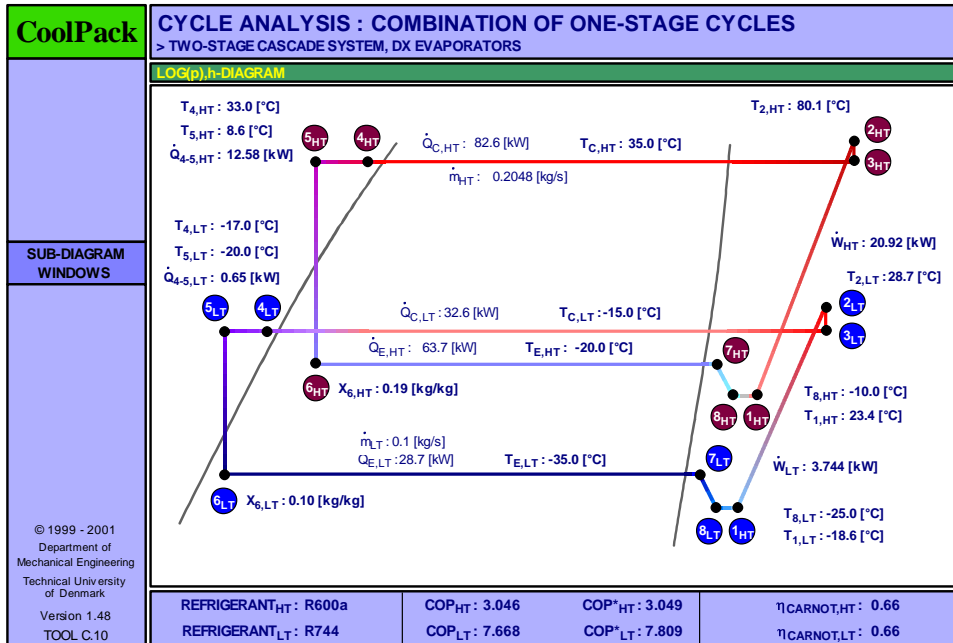 CoolPack
CYCLE ANALYSIS : COMBINATION OF ONE-STAGE CYCLES
> TWO-STAGE CASCADE SYSTEM, DX EVAPORATORS
LOG(p),h-DIAGRAM
SUB-DIAGRAM
WINDOWS
© 1999 - 2001
Department of
Mechanical Engineering
Technical University
of Denmark
Version 1.48
TOOL C.10
T4,HT : 33.0 [°C]
T5,HT : 8.6 [°C]
Q̇4-5,HT : 12.58 [kW]
5HT
4HT
Q̇C,HT : 82.6 [kW]
TC,HT : 35.0 [°C]
ṁHT : 0.2048 [kg/s]
T2,HT : 80.1 [°C]
2HT
3HT
T4,LT : -17.0 [°C]
T5,LT : -20.0 [°C]
Q̇4-5,LT : 0.65 [kW]
ẆHT : 20.92 [kW]
T2,LT : 28.7 [°C]
5LT
4LT
Q̇C,LT : 32.6 [kW]
TC,LT : -15.0 [°C]
2LT
3LT
Q̇E,HT : 63.7 [kW]
TE,HT : -20.0 [°C]
7HT
6HT
X6,HT : 0.19 [kg/kg]
8HT
1HT
T8,HT : -10.0 [°C]
T1,HT : 23.4 [°C]
ṁLT : 0.1 [kg/s]
QE,LT : 28.7 [kW]
TE,LT : -35.0 [°C]
7LT
ẆLT : 3.744 [kW]
6LT
X6,LT : 0.10 [kg/kg]
8LT
1HT
T8,LT : -25.0 [°C]
T1,LT : -18.6 [°C]
REFRIGERANTHT : R600a
COPHT : 3.046
COP*HT : 3.049
ηCARNOT,HT : 0.66
REFRIGERANTLT : R744
COPLT : 7.668
COP*LT : 7.809
ηCARNOT,LT : 0.66